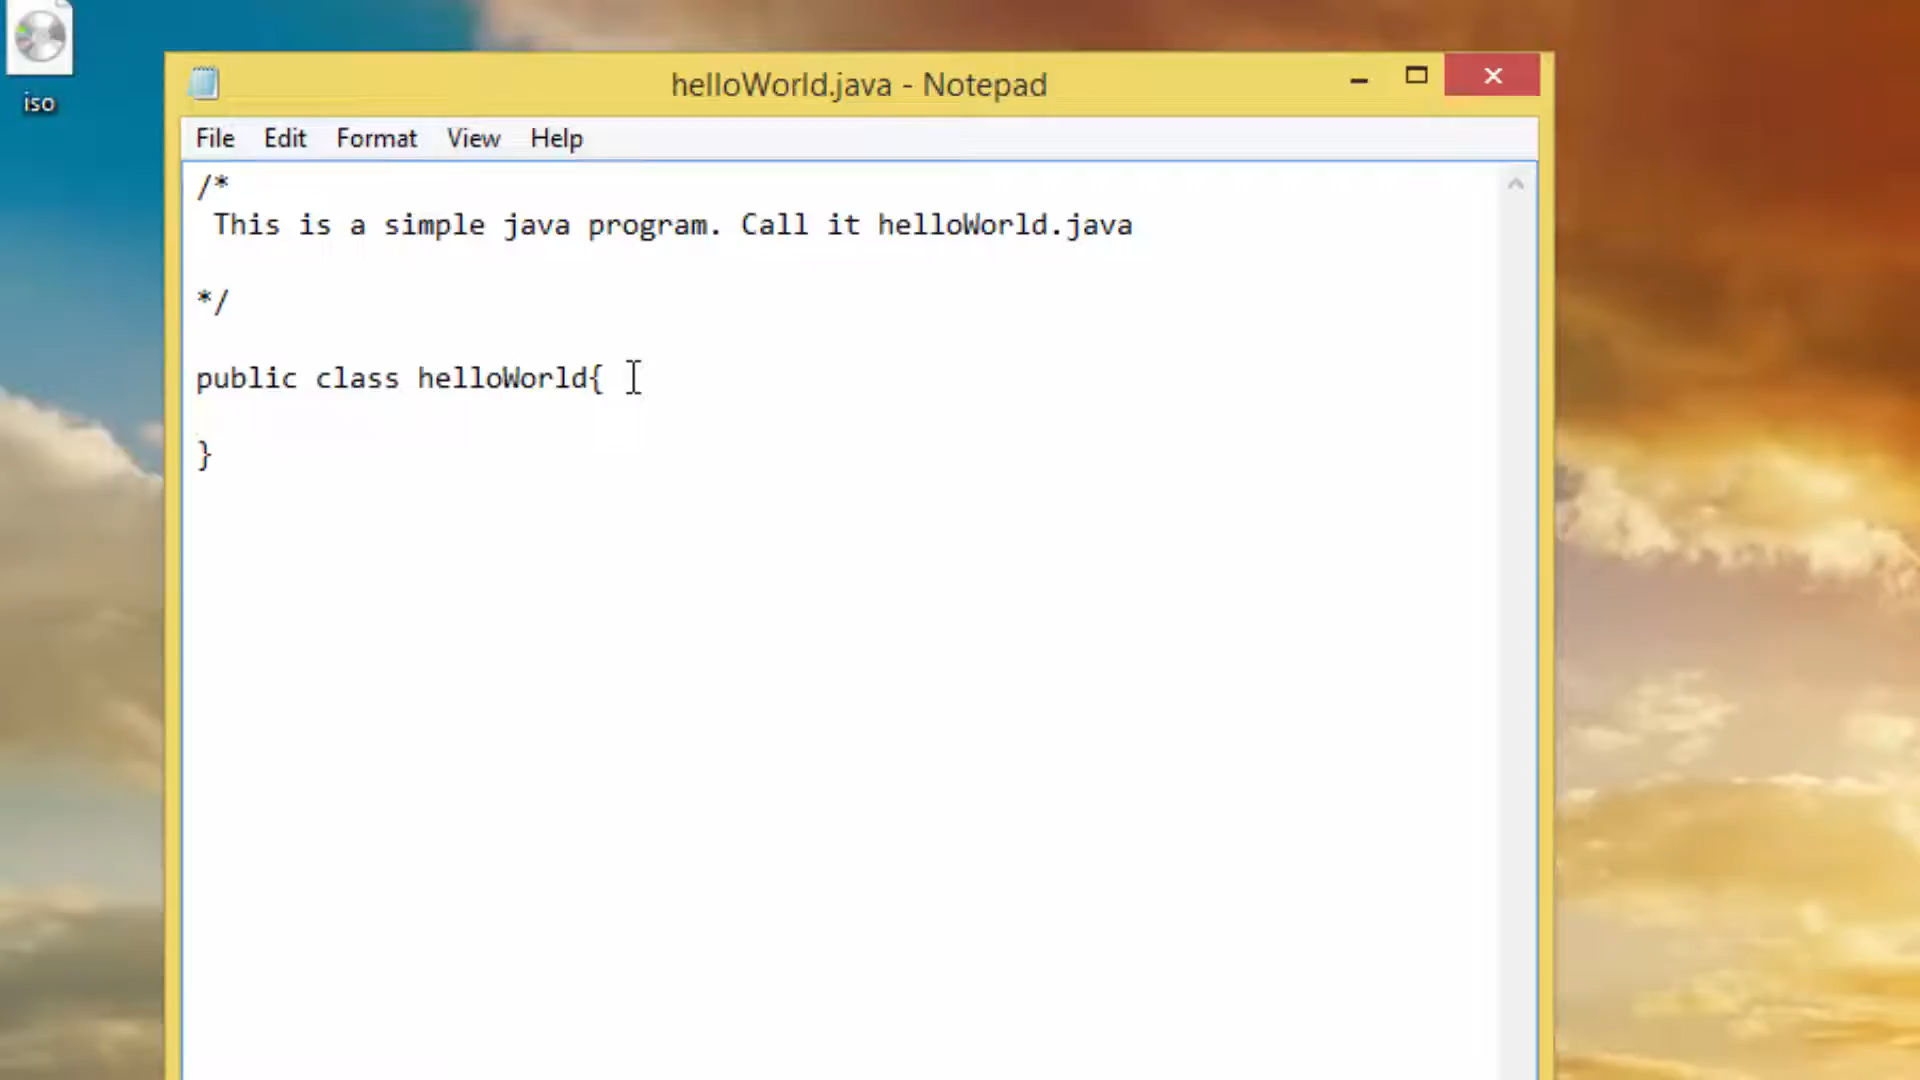 iso
helloWorld.java - Notepad
File Edit Format View Help
/*
This is a simple java program. Call it helloWorld.java
*/
public class helloWorld{
}